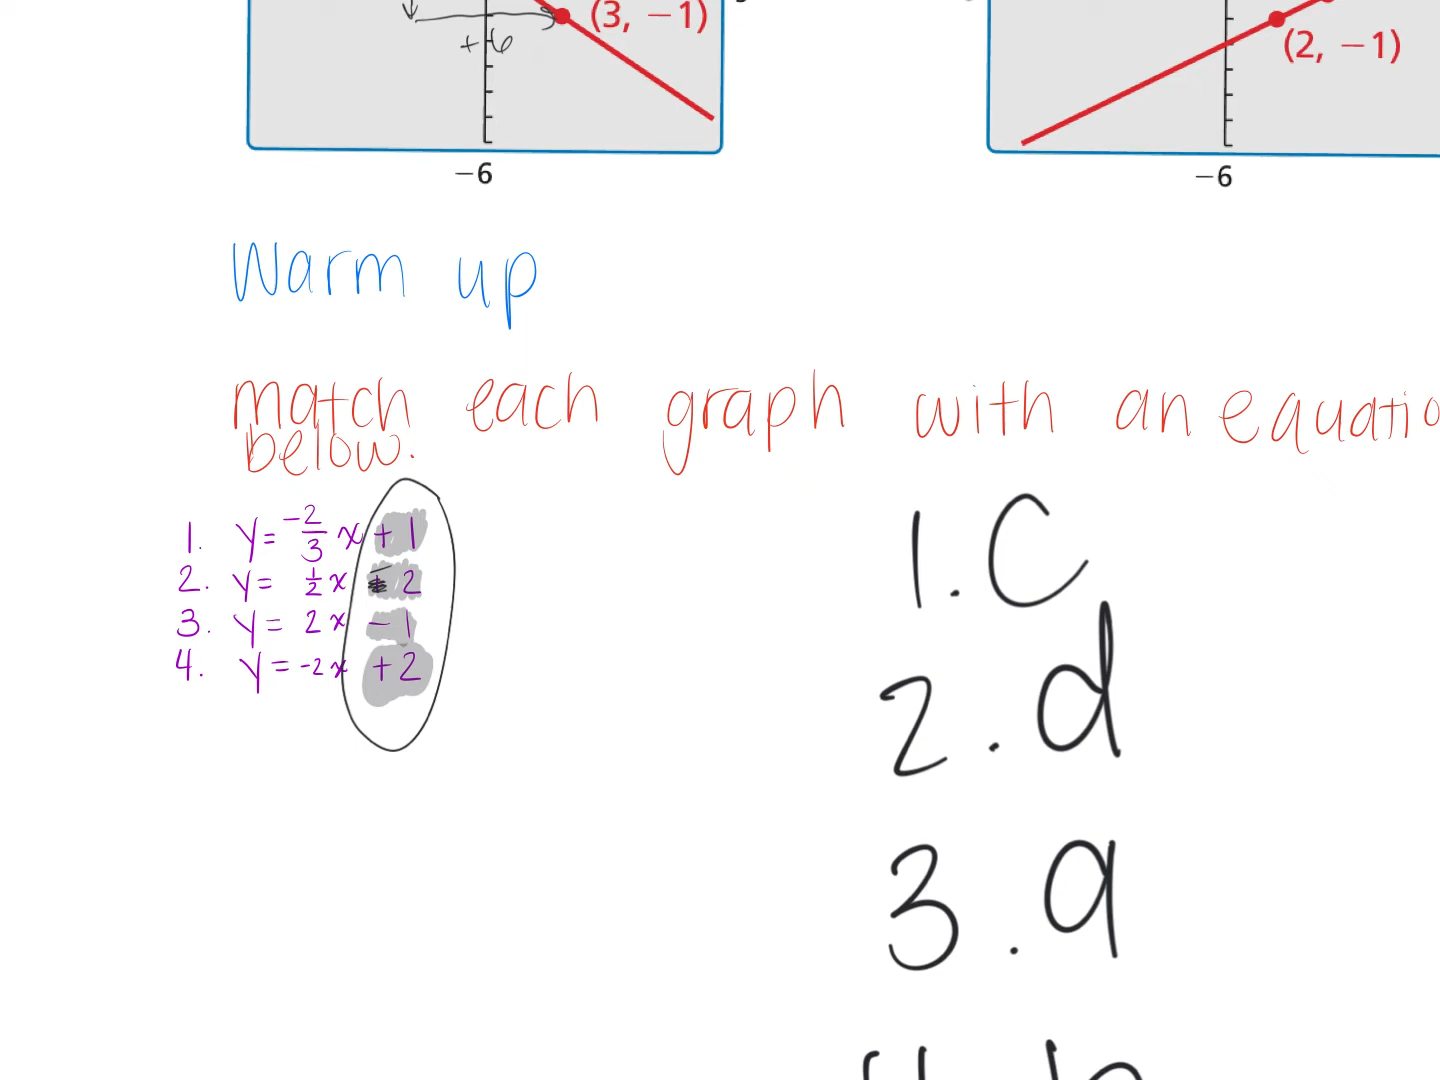 (3, −1)
+6
(2, −1)
−6
−6
Warm up
match each graph with an equatio
below.
1. y = -2/3 x + 1
2. y = 1/2 x - 2
3. y = 2x - 1
4. y = -2x + 2
1. C
2. d
3. a